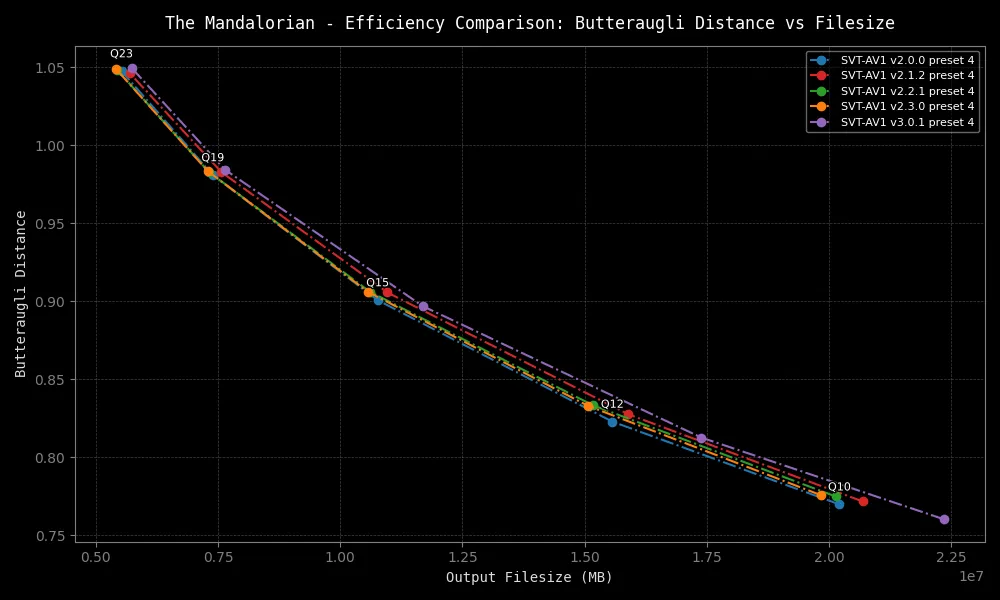 The Mandalorian - Efficiency Comparison: Butteraugli Distance vs Filesize
SVT-AV1 v2.0.0 preset 4
SVT-AV1 v2.1.2 preset 4
SVT-AV1 v2.2.1 preset 4
SVT-AV1 v2.3.0 preset 4
SVT-AV1 v3.0.1 preset 4
Q23
Q19
Q15
Q12
Q10
Butteraugli Distance
1.05
1.00
0.95
0.90
0.85
0.80
0.75
0.50 0.75 1.00 1.25 1.50 1.75 2.00 2.25
1e7
Output Filesize (MB)